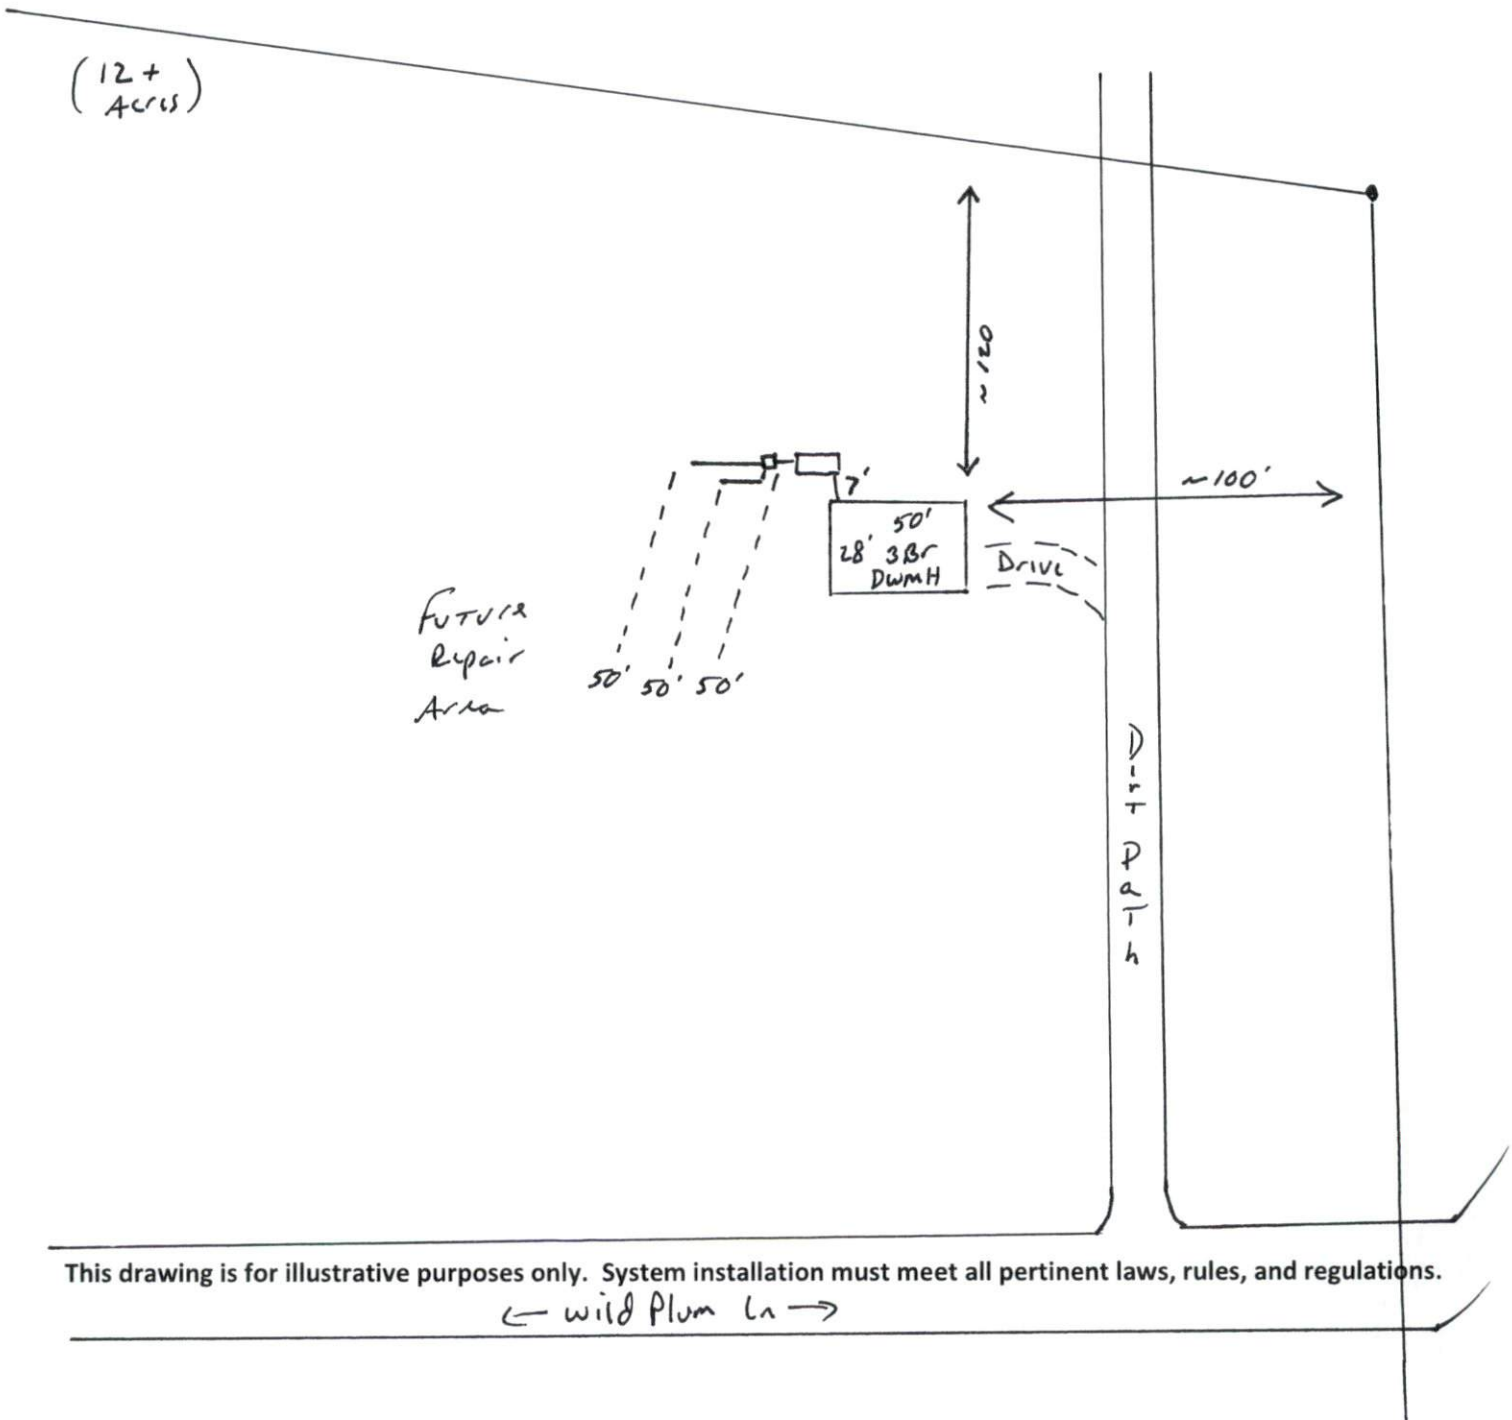 (12+
Acres)
~ 120
~100'
7'
50'
28' 3Br
DWMH
Drive
Future
Repair
Area
50' 50' 50'
Dirt Path
This drawing is for illustrative purposes only. System installation must meet all pertinent laws, rules, and regulations.
← Wild Plum Ln →